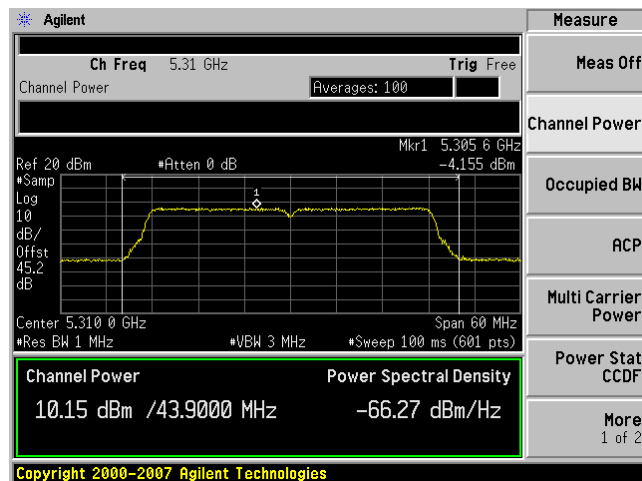 Agilent
Measure
Ch Freq 5.31 GHz Trig Free
Channel Power Averages: 100
Mkr1 5.305 6 GHz
Ref 20 dBm #Atten 0 dB -4.155 dBm
#Samp
Log
10
dB/
Offst
45.2
dB
1
Center 5.310 0 GHz Span 60 MHz
#Res BW 1 MHz #VBW 3 MHz #Sweep 100 ms (601 pts)
Channel Power Power Spectral Density
10.15 dBm /43.9000 MHz -66.27 dBm/Hz
Meas Off
Channel Power
Occupied BW
ACP
Multi Carrier
Power
Power Stat
CCDF
More
1 of 2
Copyright 2000-2007 Agilent Technologies